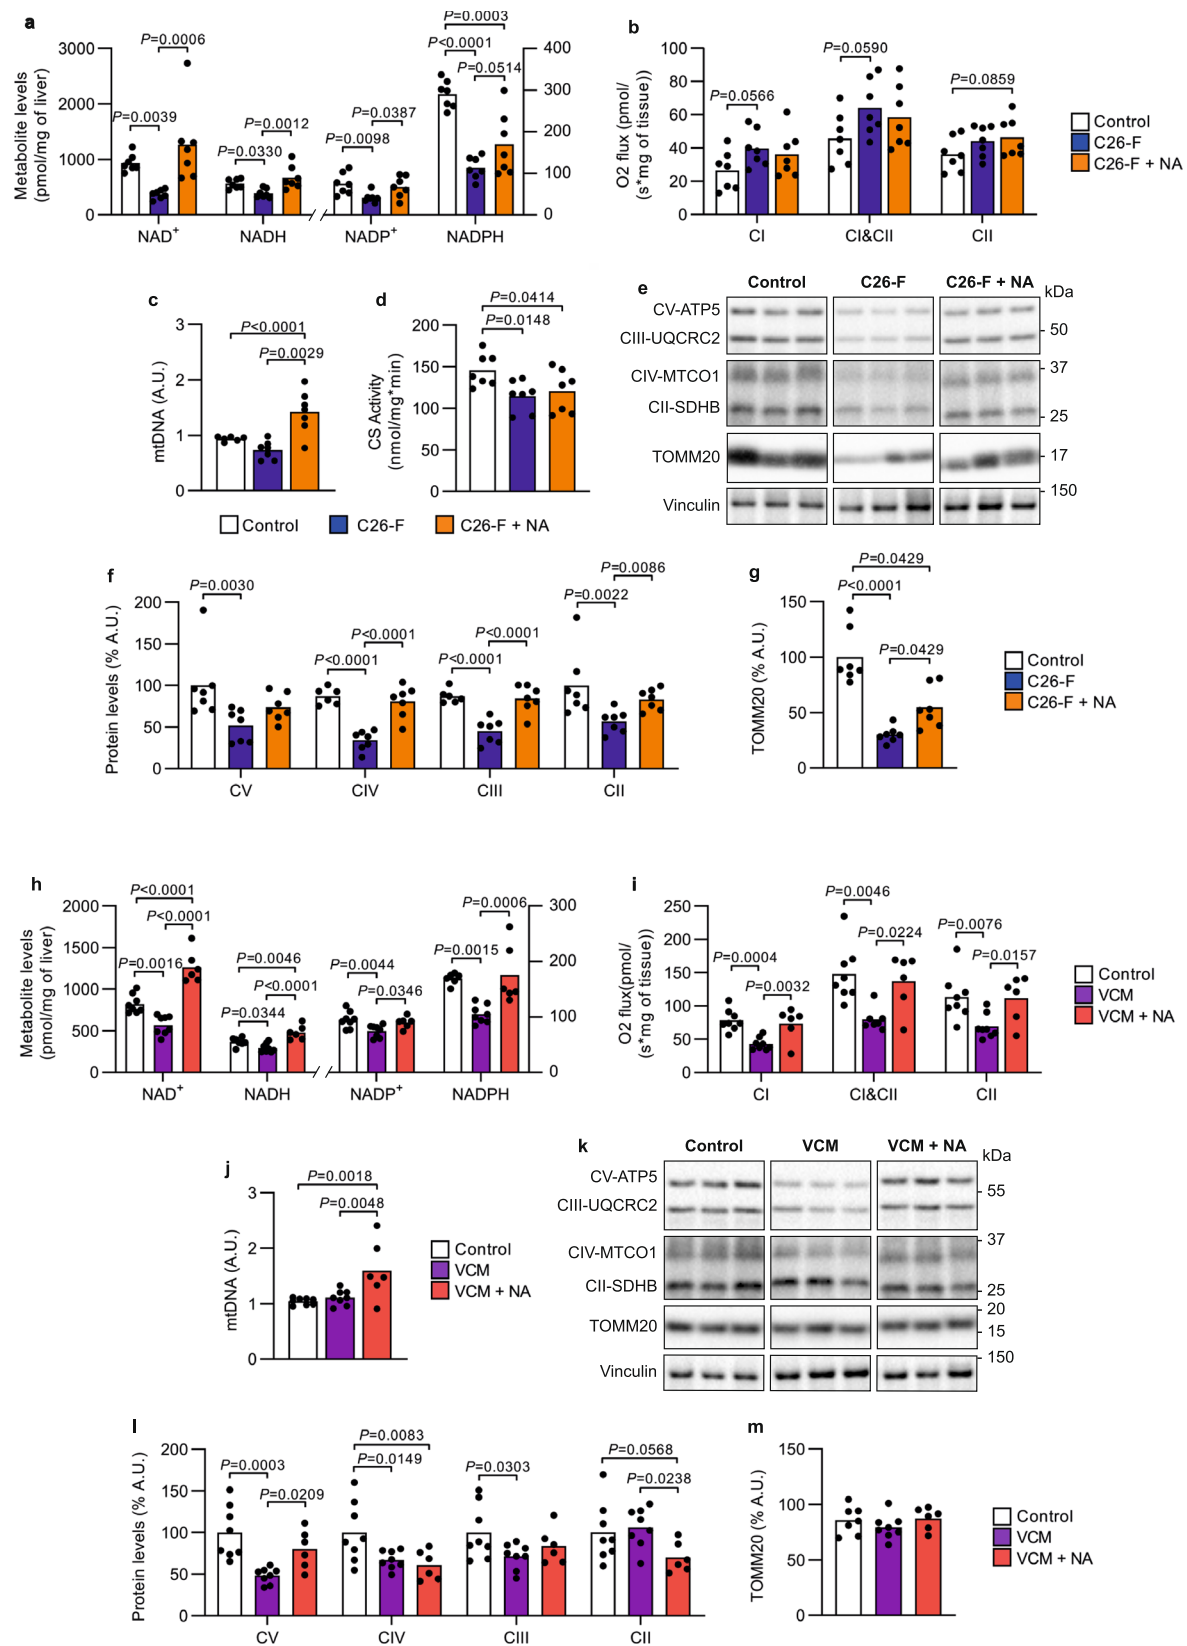 a
P=0.0003
P=0.0006
P<0.0001
P=0.0514
P=0.0039
P=0.0012
P=0.0387
P=0.0330
P=0.0098
Metabolite levels
(pmol/mg of liver)
3000
2000
1000
0
400
300
200
100
0
NAD+
NADH
NADP+
NADPH
b
P=0.0590
P=0.0566
P=0.0859
O2 flux (pmol/
(s*mg of tissue))
100
80
60
40
20
0
CI
CI&CII
CII
Control
C26-F
C26-F + NA
c
P<0.0001
P=0.0029
mtDNA (A.U.)
3
2
1
0
d
P=0.0414
P=0.0148
CS Activity
(nmol/mg*min)
200
150
100
50
0
Control
C26-F
C26-F + NA
e
Control
C26-F
C26-F + NA
kDa
CV-ATP5
50
CIII-UQCRC2
CIV-MTCO1
37
CII-SDHB
25
TOMM20
17
150
Vinculin
f
P=0.0030
P<0.0001
P<0.0001
P<0.0001
P<0.0001
P=0.0086
P=0.0022
Protein levels (% A.U.)
200
150
100
50
0
CV
CIV
CIII
CII
g
P=0.0429
P<0.0001
P=0.0429
TOMM20 (% A.U.)
150
100
50
0
Control
C26-F
C26-F + NA
h
P<0.0001
P<0.0001
P=0.0016
P=0.0046
P<0.0001
P=0.0344
P=0.0044
P=0.0346
P=0.0006
P=0.0015
Metabolite levels
(pmol/mg of liver)
2000
1500
1000
500
0
300
200
100
0
NAD+
NADH
NADP+
NADPH
i
P=0.0046
P=0.0224
P=0.0076
P=0.0157
P=0.0004
P=0.0032
O2 flux(pmol/
(s*mg of tissue))
250
200
150
100
50
0
CI
CI&CII
CII
Control
VCM
VCM + NA
j
P=0.0018
P=0.0048
mtDNA (A.U.)
3
2
1
0
Control
VCM
VCM + NA
k
Control
VCM
VCM + NA
kDa
CV-ATP5
55
CIII-UQCRC2
CIV-MTCO1
37
CII-SDHB
25
20
TOMM20
15
150
Vinculin
l
P=0.0003
P=0.0209
P=0.0083
P=0.0149
P=0.0303
P=0.0568
P=0.0238
Protein levels (% A.U.)
200
150
100
50
0
CV
CIV
CIII
CII
m
TOMM20 (% A.U.)
150
100
50
0
Control
VCM
VCM + NA